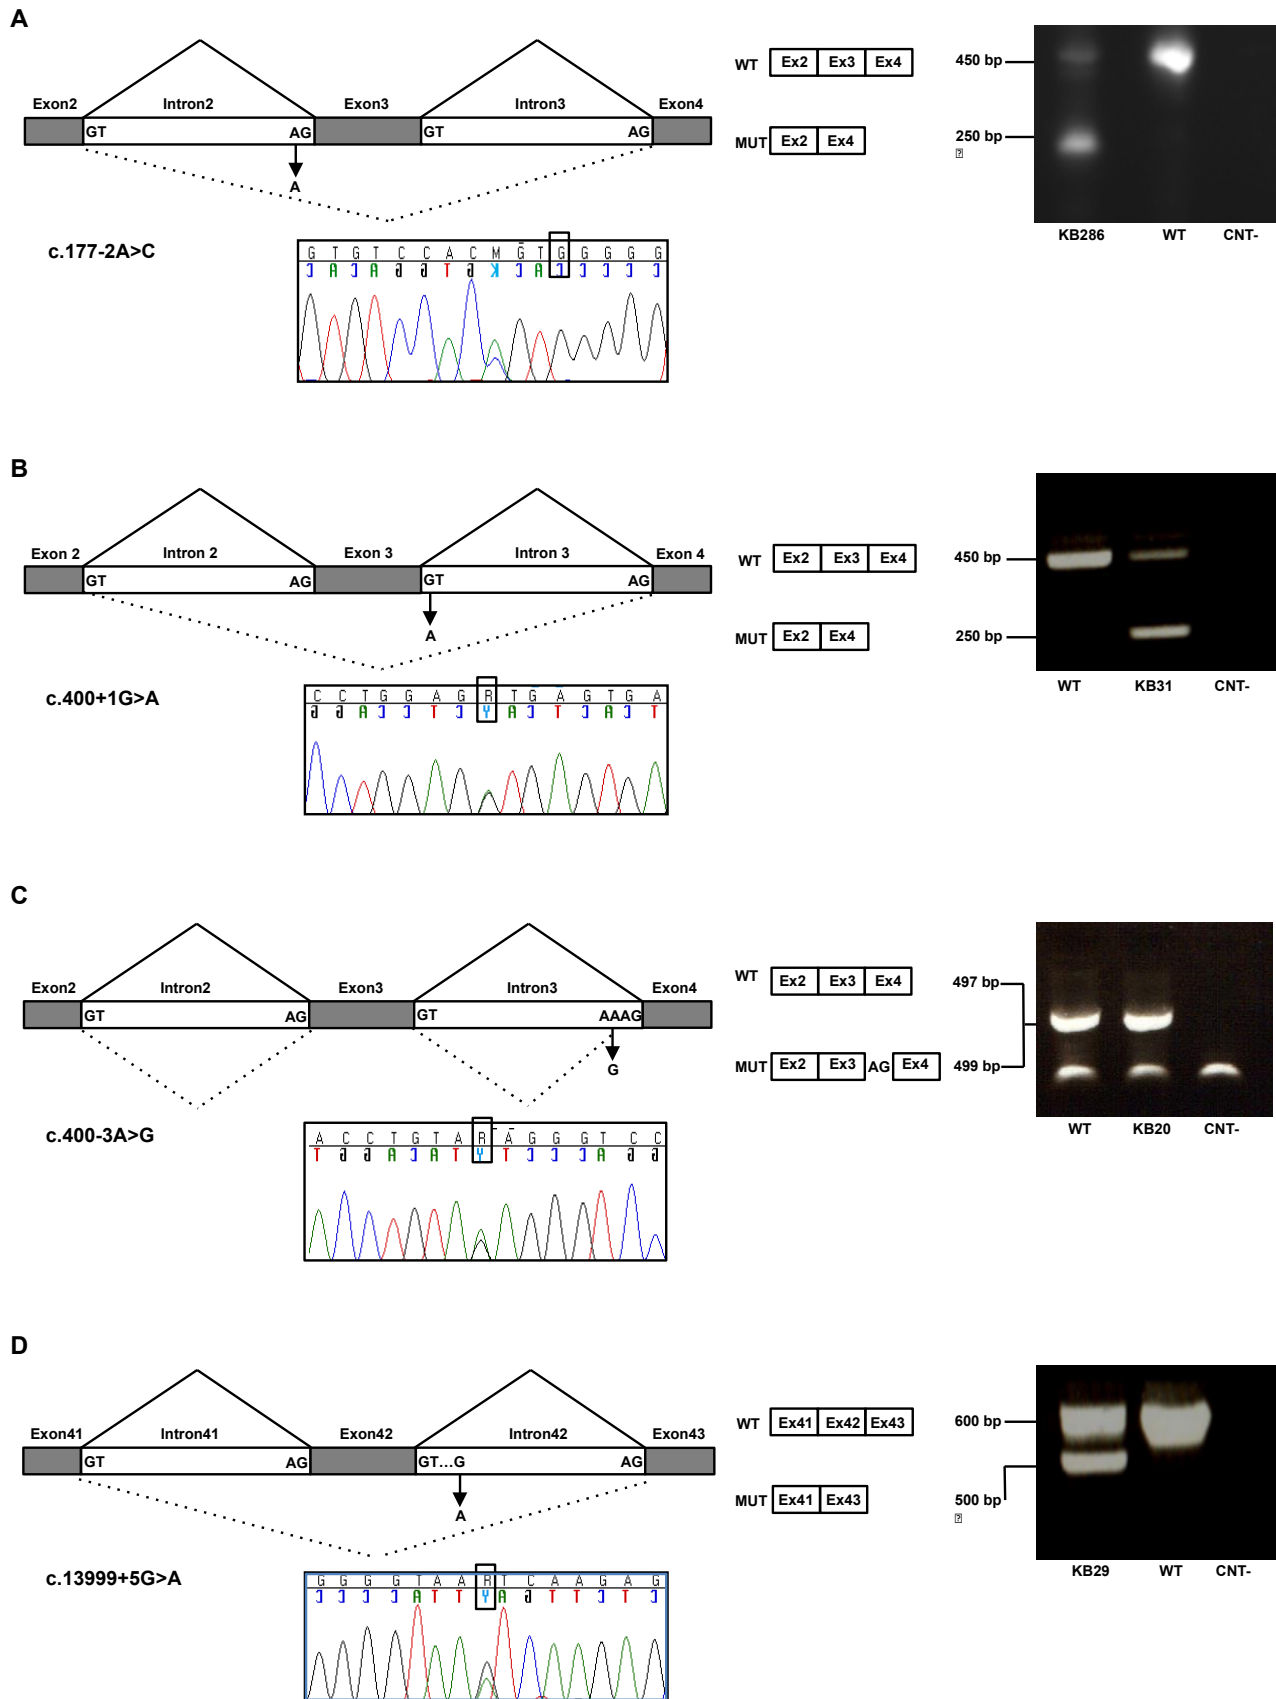 A
Exon2 Intron2 Exon3 Intron3 Exon4
GT AG GT AG
A
c.177-2A>C
G T G T C C A C M G T G G G G G
WT Ex2 Ex3 Ex4
MUT Ex2 Ex4
450 bp
250 bp
KB286 WT CNT-
B
Exon 2 Intron 2 Exon 3 Intron 3 Exon 4
GT AG GT AG
A
c.400+1G>A
C C T G G A G R T G A G T G A
WT Ex2 Ex3 Ex4
MUT Ex2 Ex4
450 bp
250 bp
WT KB31 CNT-
C
Exon2 Intron2 Exon3 Intron3 Exon4
GT AG GT AAAG
G
c.400-3A>G
A C C T G T A R A G G G T C C
WT Ex2 Ex3 Ex4
MUT Ex2 Ex3 AG Ex4
497 bp
499 bp
WT KB20 CNT-
D
Exon41 Intron41 Exon42 Intron42 Exon43
GT AG GT...G AG
A
c.13999+5G>A
G G G G T A A R T C A A G A G
WT Ex41 Ex42 Ex43
MUT Ex41 Ex43
600 bp
500 bp
KB29 WT CNT-